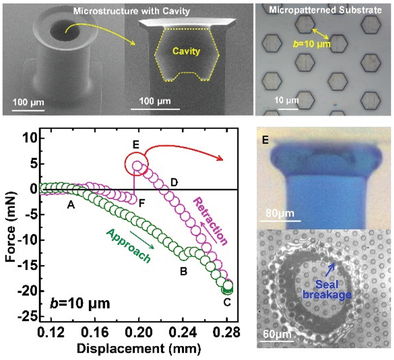 Microstructure with Cavity
Micropatterned Substrate
Cavity
b=10 µm
100 µm
100 µm
10 µm
Force (mN)
10
5
0
-5
-10
-15
-20
-25
E
D
A
F
Retraction
Approach
B
C
b=10 µm
0.12
0.16
0.20
0.24
0.28
Displacement (mm)
E
80µm
Seal
breakage
60µm